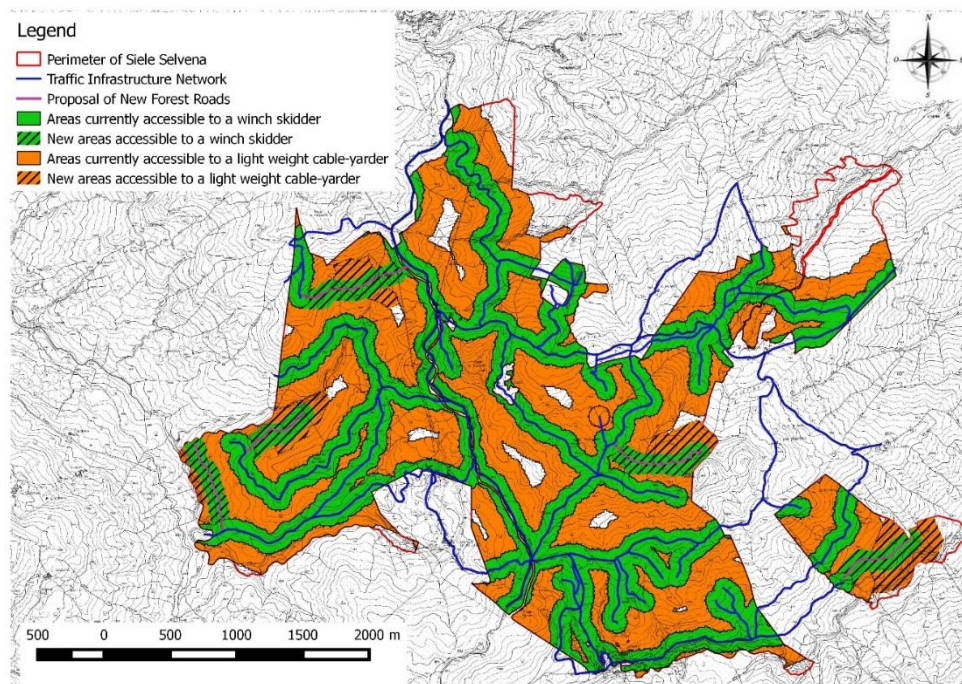 Legend
Perimeter of Siele Selvena
Traffic Infrastructure Network
Proposal of New Forest Roads
Areas currently accessible to a winch skidder
New areas accessible to a winch skidder
Areas currently accessible to a light weight cable-yarder
New areas accessible to a light weight cable-yarder
N
O
S
500 0 500 1000 1500 2000 m